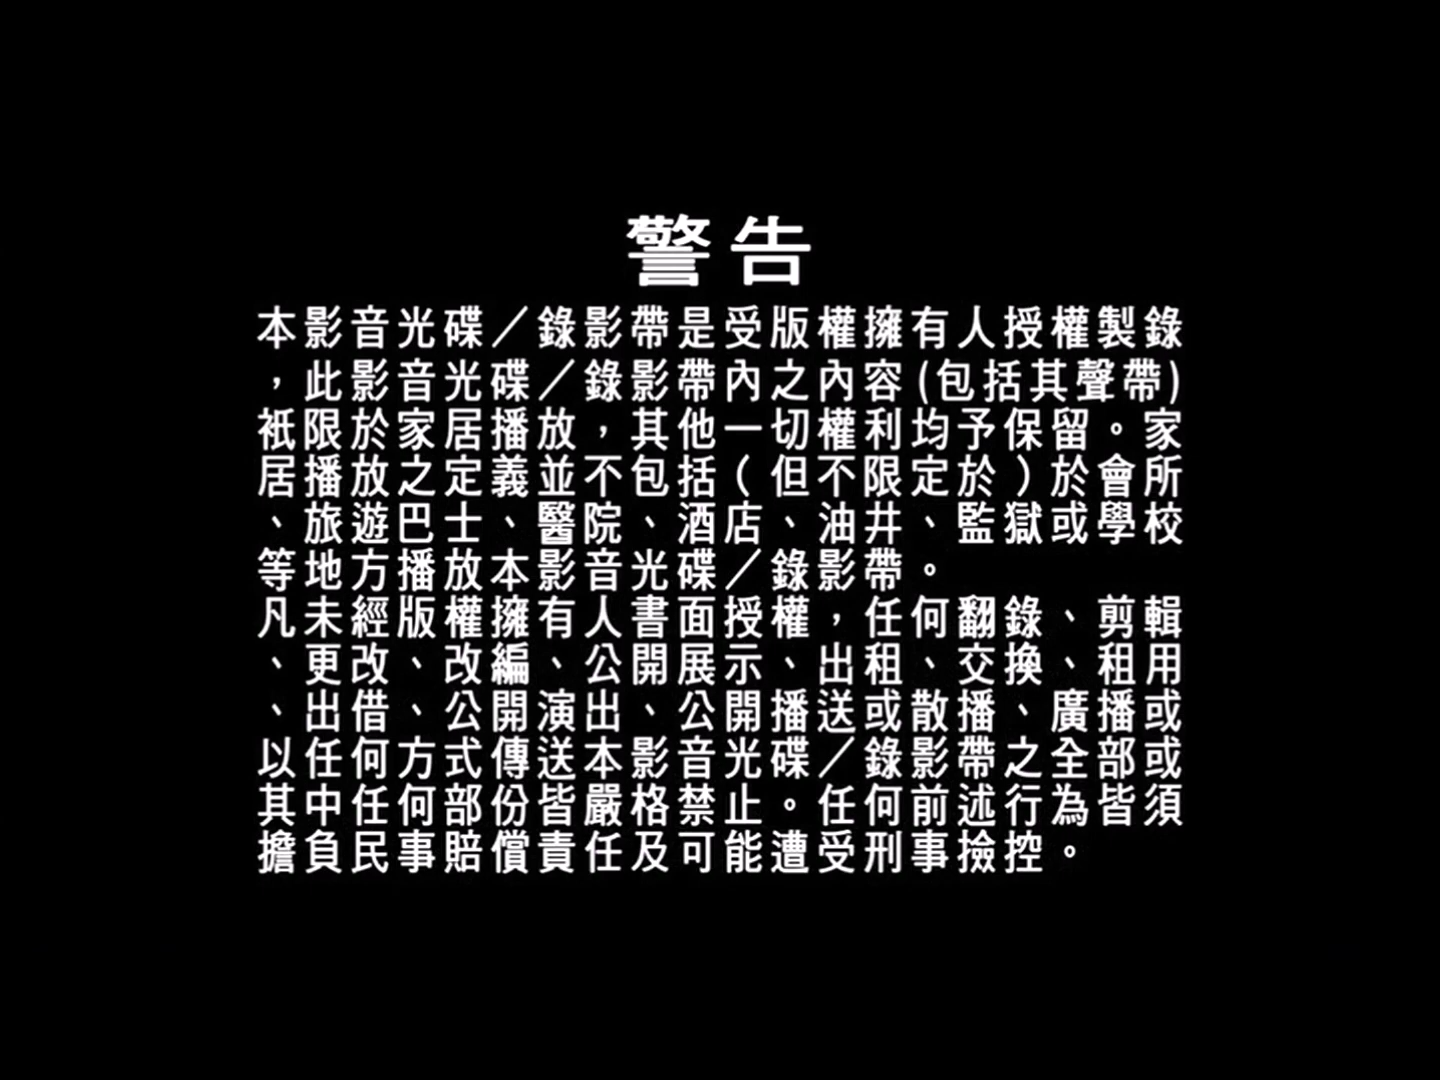 警告
本影音光碟／錄影帶是受版權擁有人授權製錄
，此影音光碟／錄影帶內之內容(包括其聲帶)
衹限於家居播放，其他一切權利均予保留。家
居播放之定義並不包括（但不限定於）於會所
、旅遊巴士、醫院、酒店、油井、監獄或學校
等地方播放本影音光碟／錄影帶。
凡未經版權擁有人書面授權，任何翻錄、剪輯
、更改、改編、公開展示、出租、交換、租用
、出借、公開演出、公開播送或散播、廣播或
以任何方式傳送本影音光碟／錄影帶之全部或
其中任何部份皆嚴格禁止。任何前述行為皆須
擔負民事賠償責任及可能遭受刑事撿控。